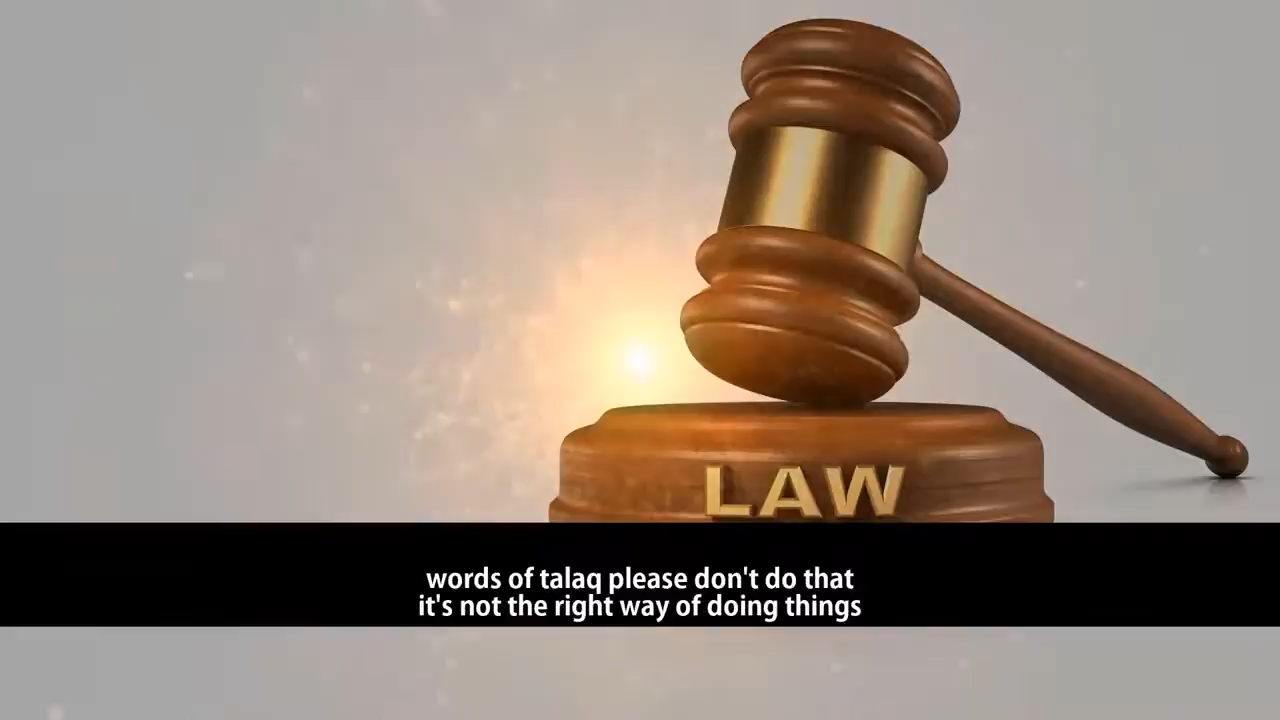 LAW
words of talaq please don't do that
it's not the right way of doing things